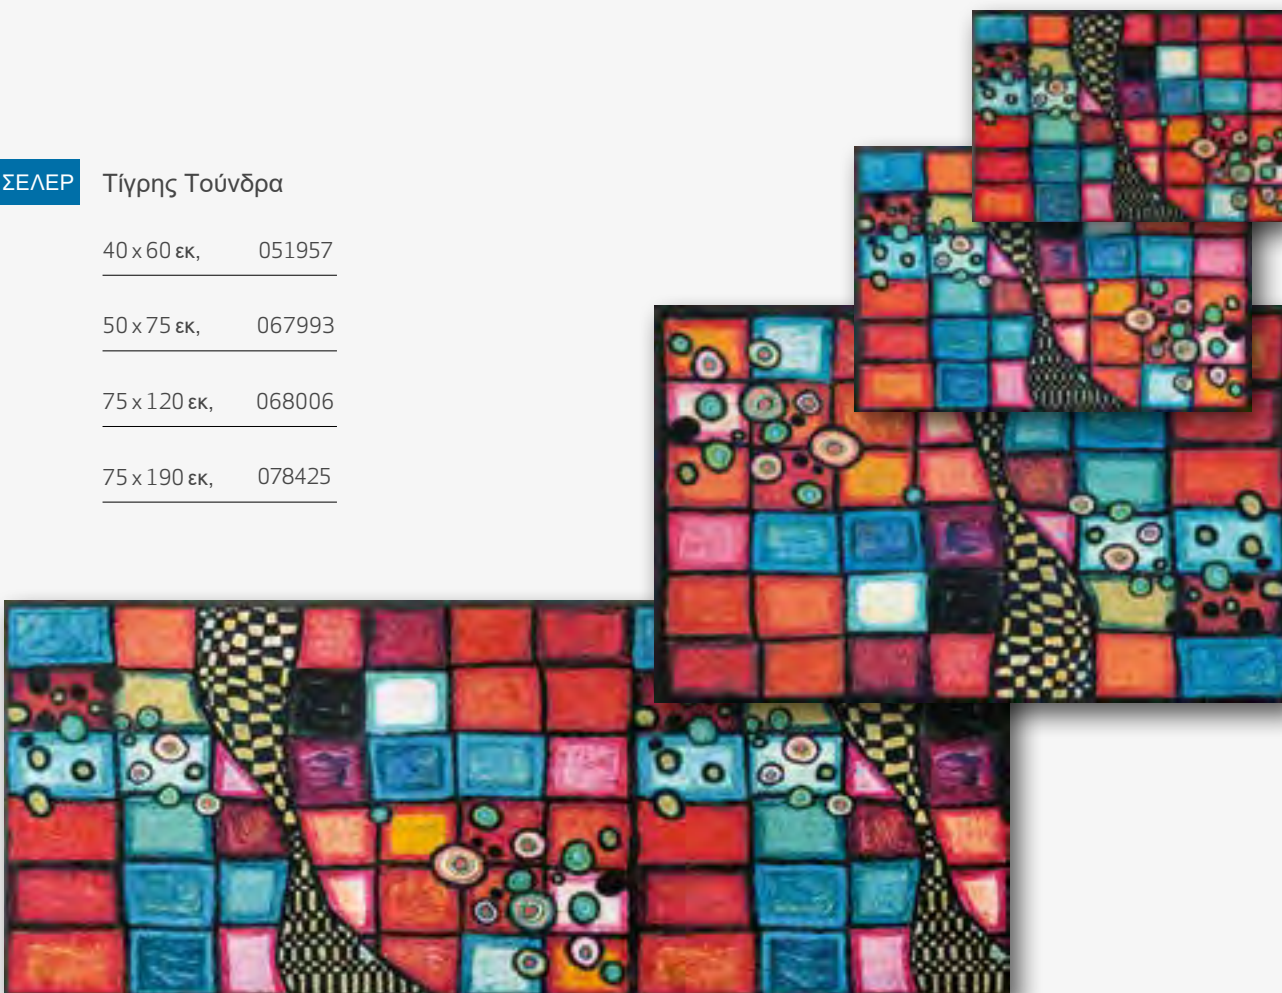 ΣΕΛΕΡ
Τίγρης Τούνδρα
40 x 60 εκ, 051957
50 x 75 εκ, 067993
75 x 120 εκ, 068006
75 x 190 εκ, 078425